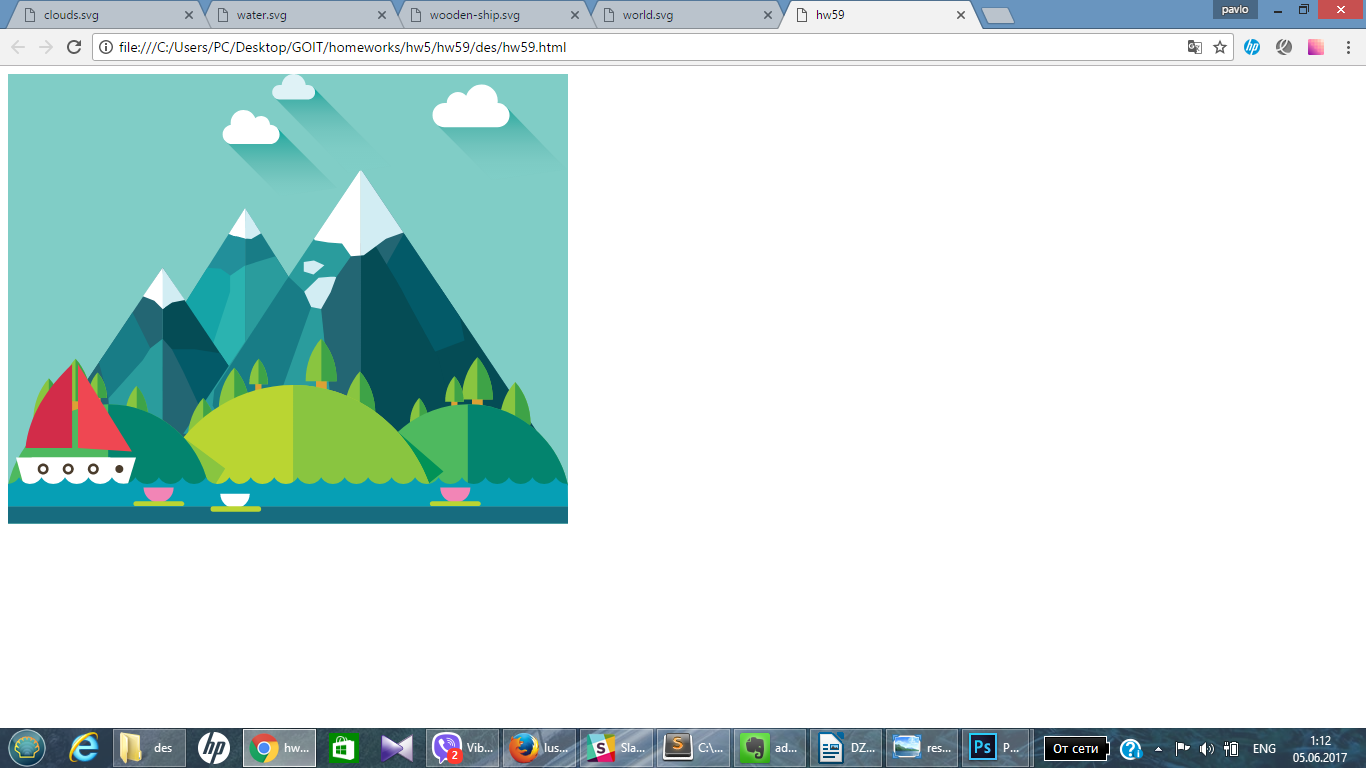 clouds.svg
water.svg
wooden-ship.svg
world.svg
hw59
pavlo
file:///C:/Users/PC/Desktop/GOIT/homeworks/hw5/hw59/des/hw59.html
des
hw...
Vib...
2
lus...
Sla...
C:\...
ad...
DZ...
res...
P...
От сети
ENG
1:12
05.06.2017